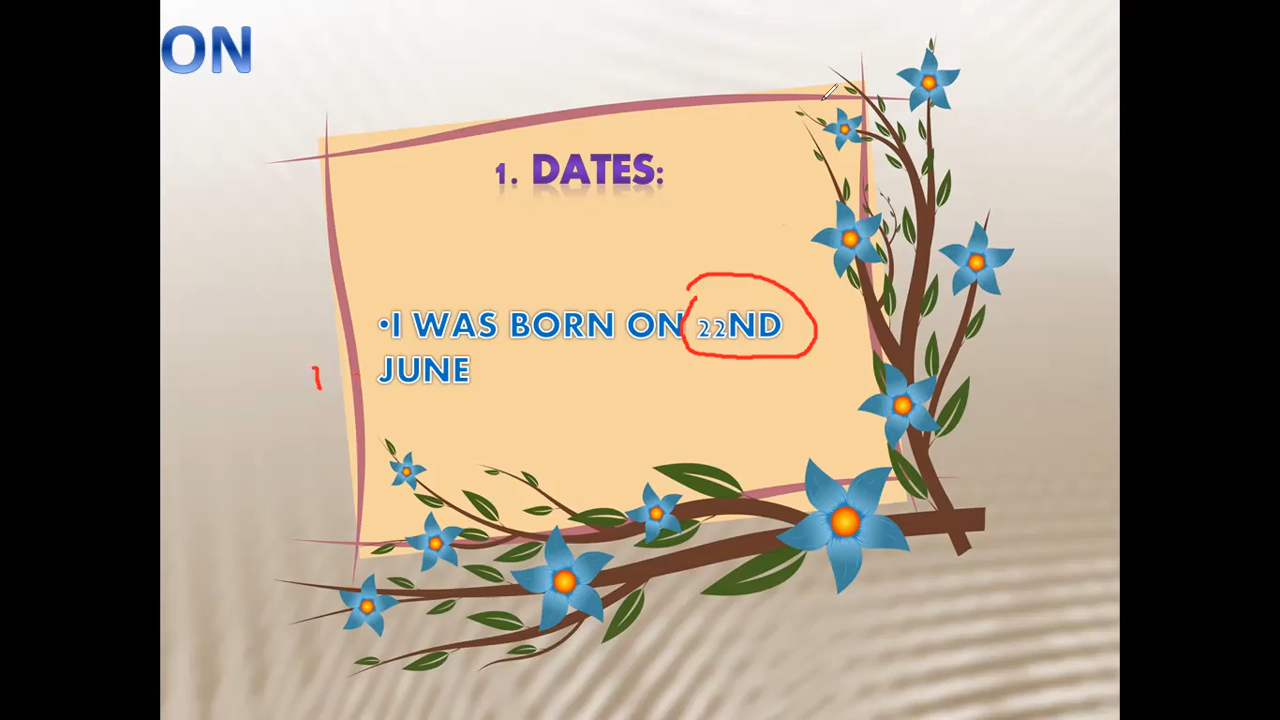 ON
1. DATES:
•I WAS BORN ON 22ND
JUNE